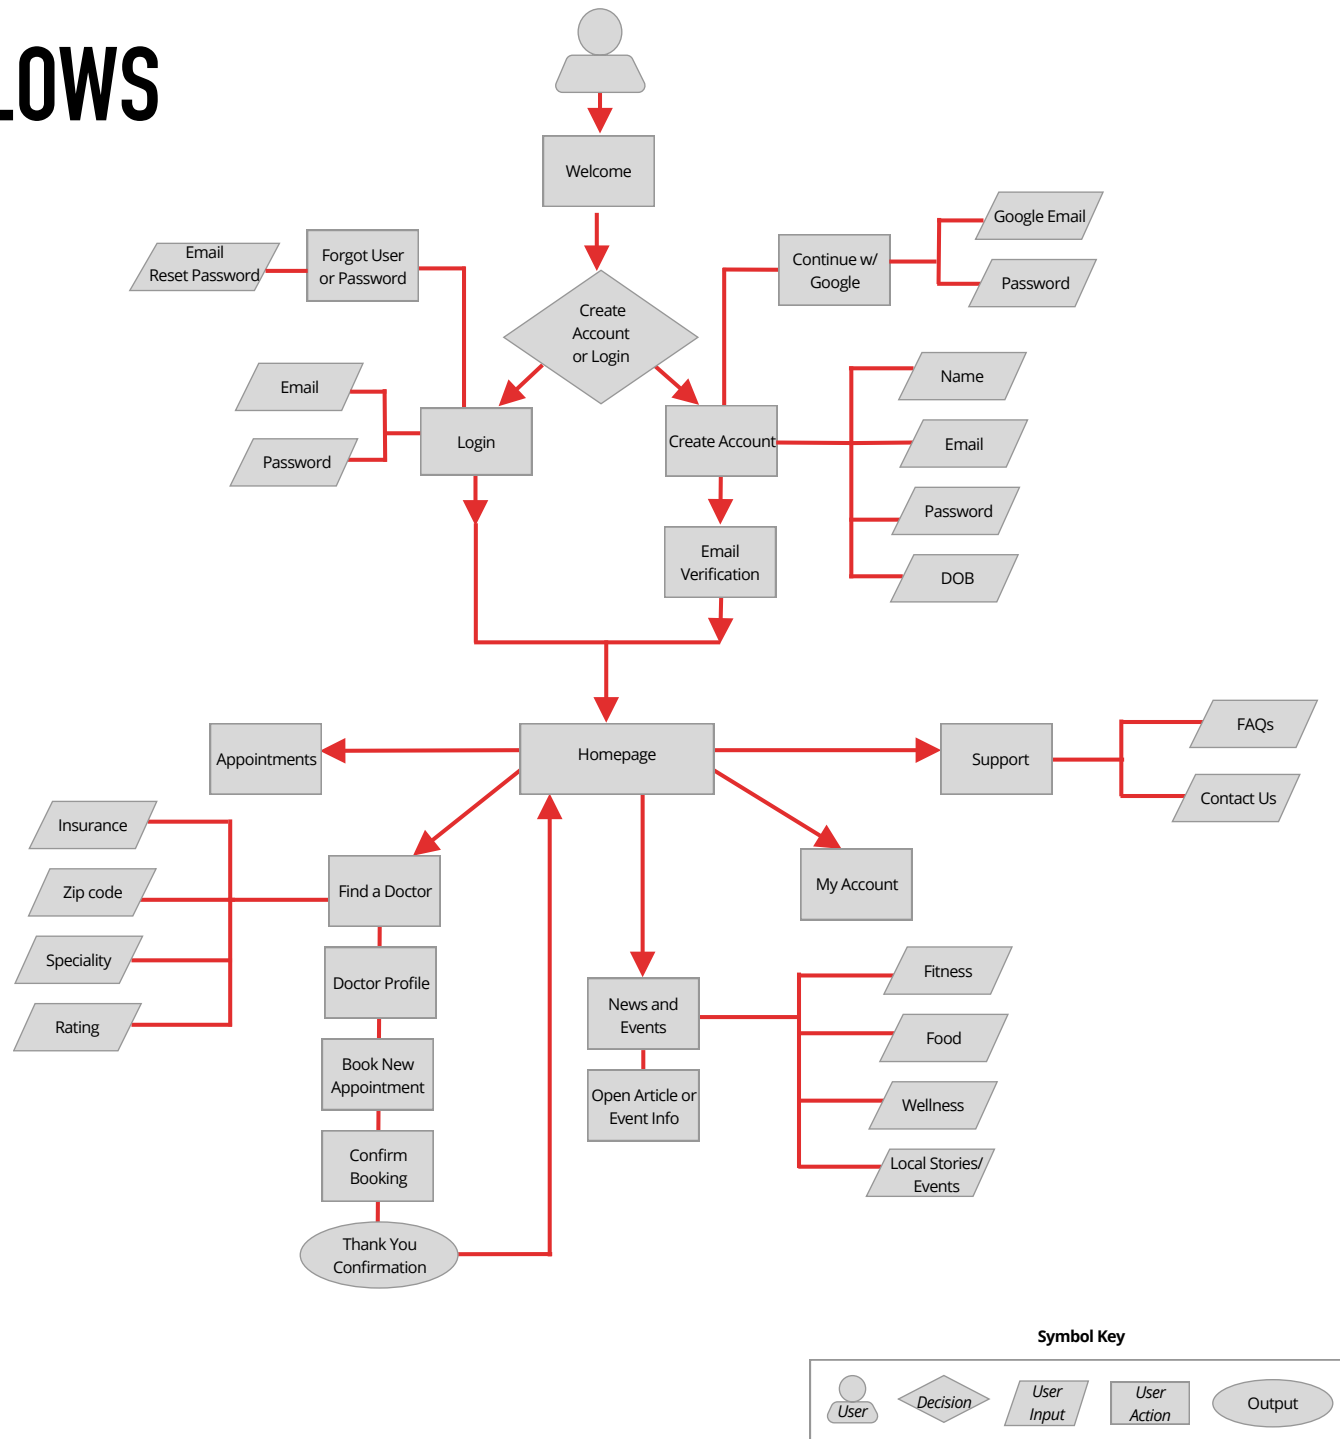 LOWS
Welcome
Google Email
Email
Reset Password
Forgot User
or Password
Continue w/
Google
Password
Create
Account
or Login
Name
Email
Login
Create Account
Email
Password
Password
Email
Verification
DOB
FAQs
Appointments
Homepage
Support
Contact Us
Insurance
Find a Doctor
My Account
Zip code
Speciality
Doctor Profile
Fitness
Rating
News and
Events
Food
Book New
Appointment
Open Article or
Event Info
Wellness
Confirm
Booking
Local Stories/
Events
Thank You
Confirmation
Symbol Key
User
Decision
User
Input
User
Action
Output